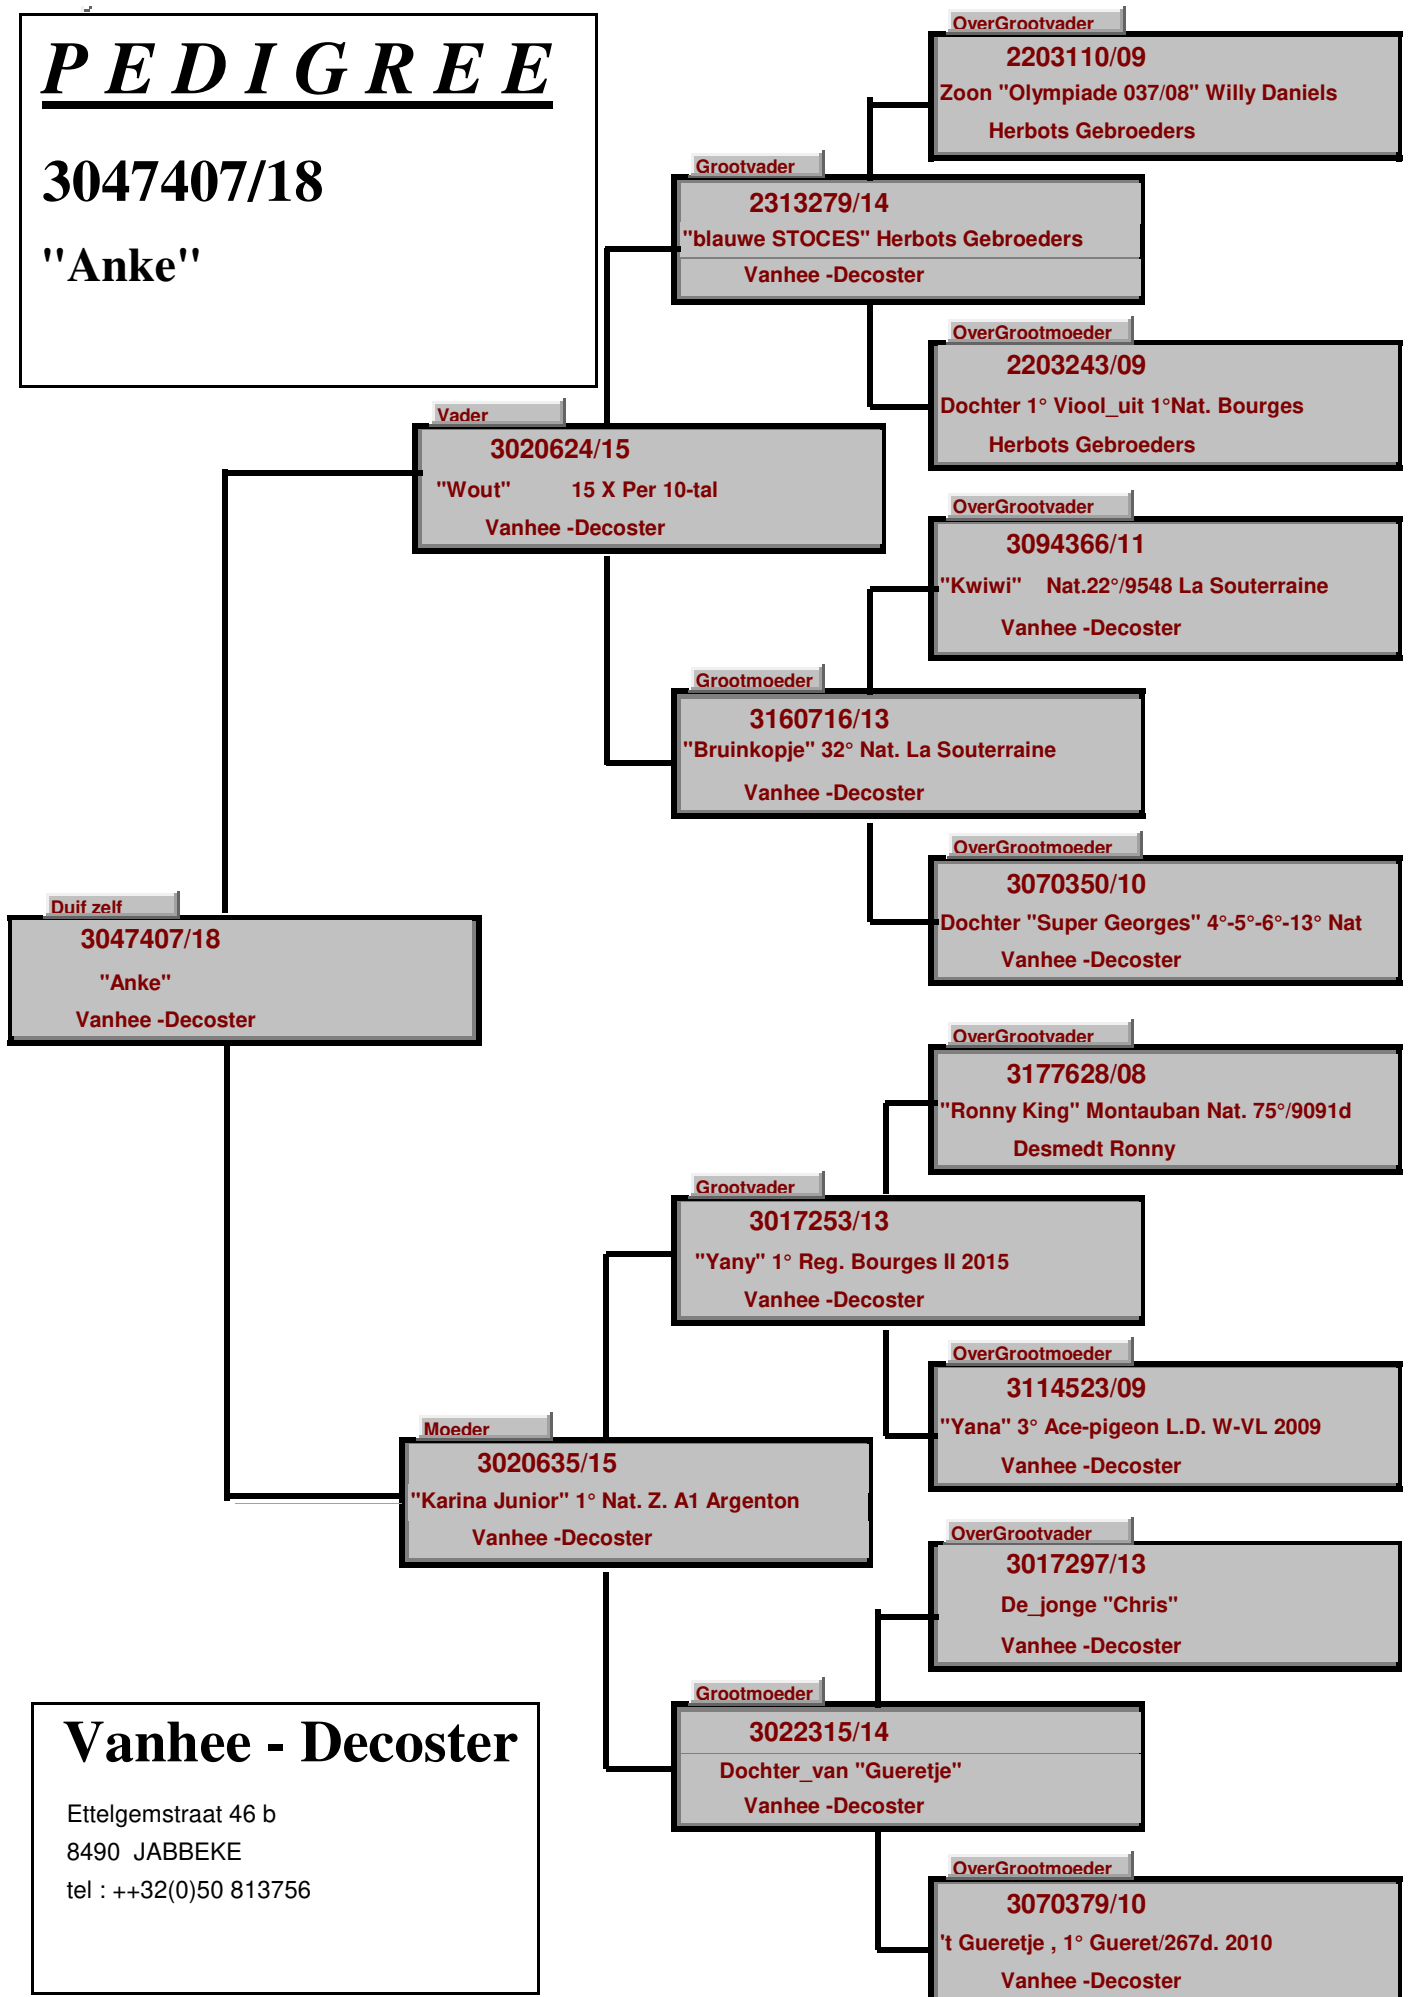 P E D I G R E E
3047407/18
"Anke"
OverGrootvader
2203110/09
Zoon "Olympiade 037/08" Willy Daniels
Herbots Gebroeders
Grootvader
2313279/14
"blauwe STOCES" Herbots Gebroeders
Vanhee -Decoster
OverGrootmoeder
2203243/09
Dochter 1° Viool_uit 1°Nat. Bourges
Herbots Gebroeders
Vader
3020624/15
"Wout" 15 X Per 10-tal
Vanhee -Decoster
OverGrootvader
3094366/11
"Kwiwi" Nat.22°/9548 La Souterraine
Vanhee -Decoster
Grootmoeder
3160716/13
"Bruinkopje" 32° Nat. La Souterraine
Vanhee -Decoster
OverGrootmoeder
3070350/10
Dochter "Super Georges" 4°-5°-6°-13° Nat
Vanhee -Decoster
Duif zelf
3047407/18
"Anke"
Vanhee -Decoster
OverGrootvader
3177628/08
"Ronny King" Montauban Nat. 75°/9091d
Desmedt Ronny
Grootvader
3017253/13
"Yany" 1° Reg. Bourges II 2015
Vanhee -Decoster
OverGrootmoeder
3114523/09
"Yana" 3° Ace-pigeon L.D. W-VL 2009
Vanhee -Decoster
Moeder
3020635/15
"Karina Junior" 1° Nat. Z. A1 Argenton
Vanhee -Decoster
OverGrootvader
3017297/13
De_jonge "Chris"
Vanhee -Decoster
Grootmoeder
3022315/14
Dochter_van "Gueretje"
Vanhee -Decoster
OverGrootmoeder
3070379/10
't Gueretje , 1° Gueret/267d. 2010
Vanhee -Decoster
Vanhee - Decoster
Ettelgemstraat 46 b
8490 JABBEKE
tel : ++32(0)50 813756